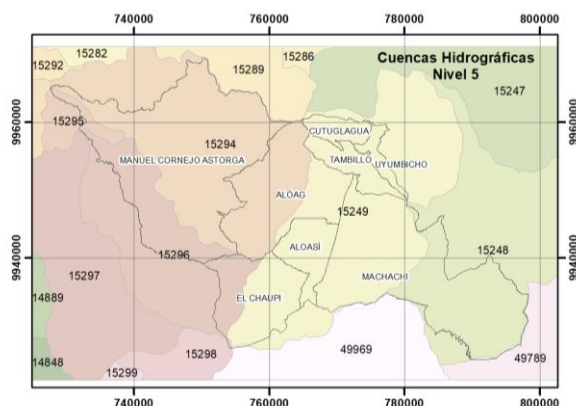 740000 760000 780000 800000
Cuencas Hidrográficas
Nivel 5
15282
15292
15289
15286
15247
9960000
9960000
15295
15294
CUTUGLAGUA
MANUEL CORNEJO ASTORGA
TAMBILLO
UYUMBICHO
ALÓAG
15249
ALOASÍ
15296
15248
9940000
9940000
15297
MACHACHI
14889
EL CHAUPI
14848
15298
49969
49789
15299
740000 760000 780000 800000